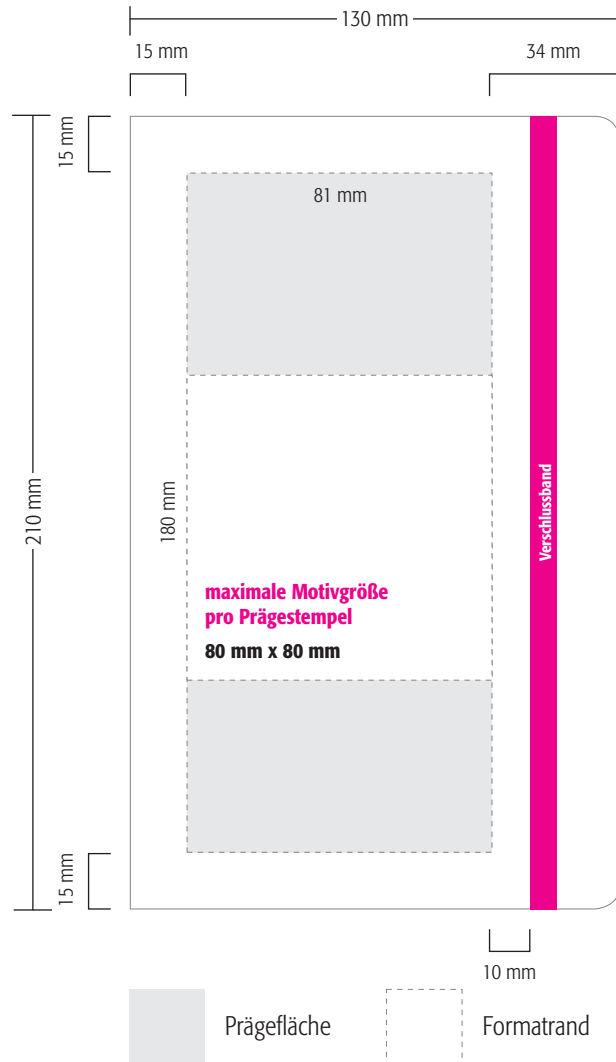 130 mm
15 mm
34 mm
15 mm
81 mm
210 mm
180 mm
Verschlussband
maximale Motivgröße
pro Prägestempel
80 mm x 80 mm
15 mm
10 mm
Prägefläche
Formatrand